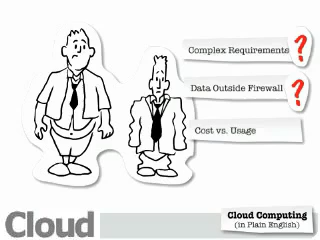 Complex Requirements ?
Data Outside Firewall ?
Cost vs. Usage
Cloud
Cloud Computing
(in Plain English)